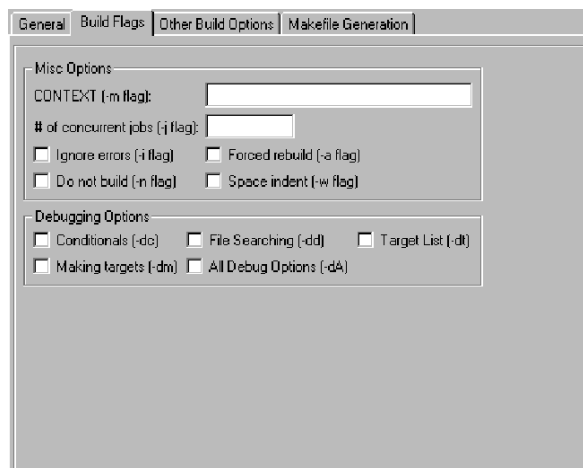 General Build Flags Other Build Options Makefile Generation
Misc Options
CONTEXT (-m flag):
# of concurrent jobs (-j flag):
Ignore errors (-i flag) Forced rebuild (-a flag)
Do not build (-n flag) Space indent (-w flag)
Debugging Options
Conditionals (-dc) File Searching (-dd) Target List (-dt)
Making targets (-dm) All Debug Options (-dA)